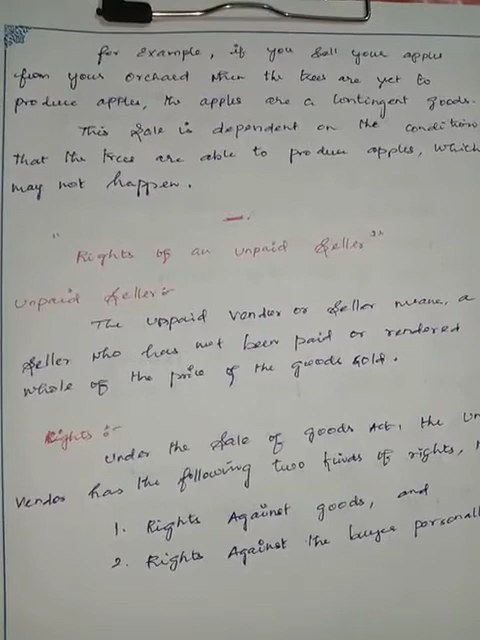 For example, if you sell your apples
from your orchard when the trees are yet to
produce apples, the apples are a contingent goods.
This sale is dependent on the condition
that the trees are able to produce apples, which
may not happen.
"Rights of an unpaid seller"
unpaid seller:-
The uppaid vendor or seller means, a
seller who has not been paid or rendered
whole of the price of the goods sold.
Rights :-
under the sale of goods Act, the un
vendor has the following two kinds of rights,
1. Rights Against goods, and
2. Rights Against the buyer personall